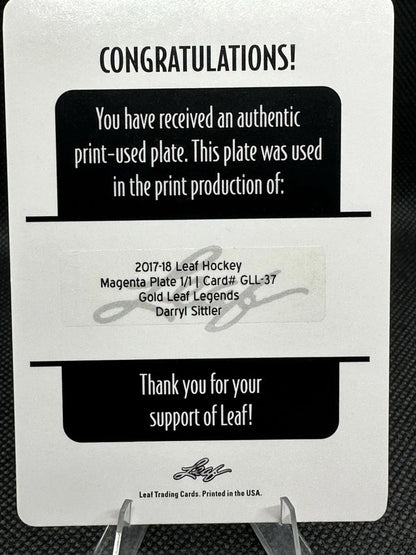 CONGRATULATIONS!
You have received an authentic
print-used plate. This plate was used
in the print production of:
2017-18 Leaf Hockey
Magenta Plate 1/1 | Card# GLL-37
Gold Leaf Legends
Darryl Sittler
Leaf
Thank you for your
support of Leaf!
Leaf
Leaf Trading Cards. Printed in the USA.